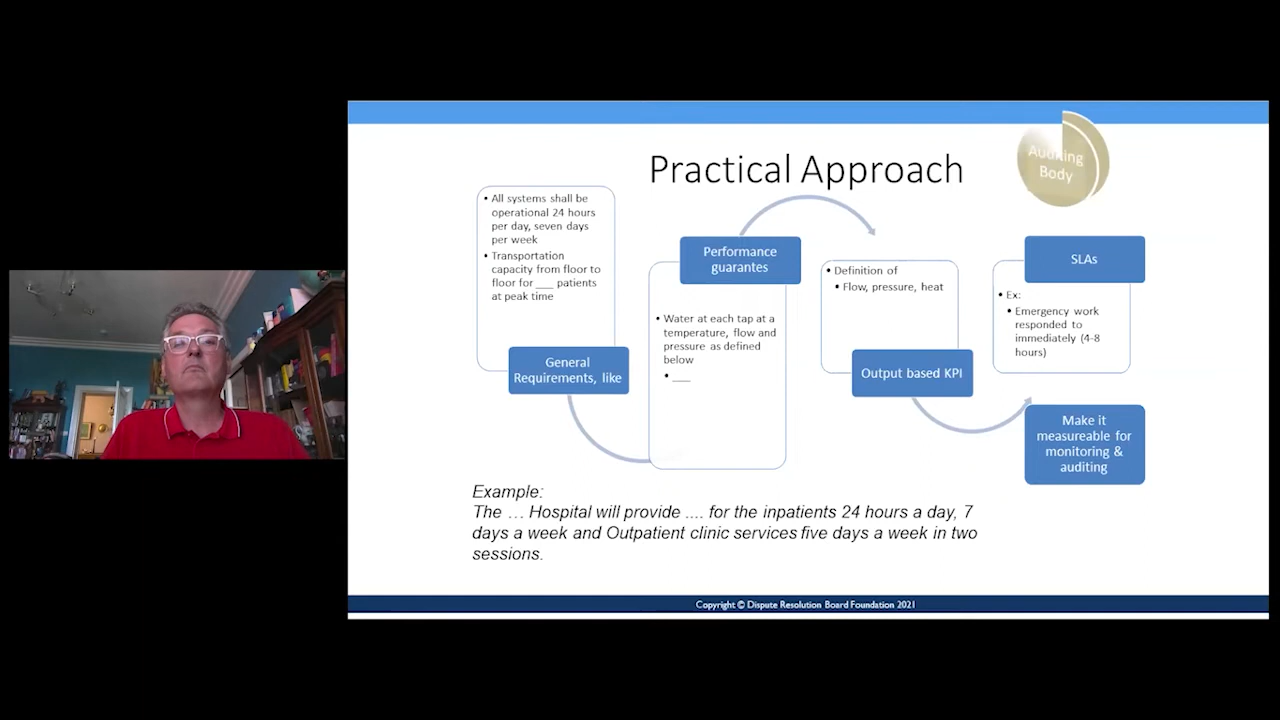 Practical Approach
Auditing
Body
• All systems shall be
operational 24 hours
per day, seven days
per week
• Transportation
capacity from floor to
floor for ___ patients
at peak time
General
Requirements, like
Performance
guarantes
• Water at each tap at a
temperature, flow and
pressure as defined
below
• ___
• Definition of
• Flow, pressure, heat
Output based KPI
SLAs
• Ex:
• Emergency work
responded to
immediately (4-8
hours)
Make it
measureable for
monitoring &
auditing
Example:
The … Hospital will provide .... for the inpatients 24 hours a day, 7
days a week and Outpatient clinic services five days a week in two
sessions.
Copyright © Dispute Resolution Board Foundation 2021